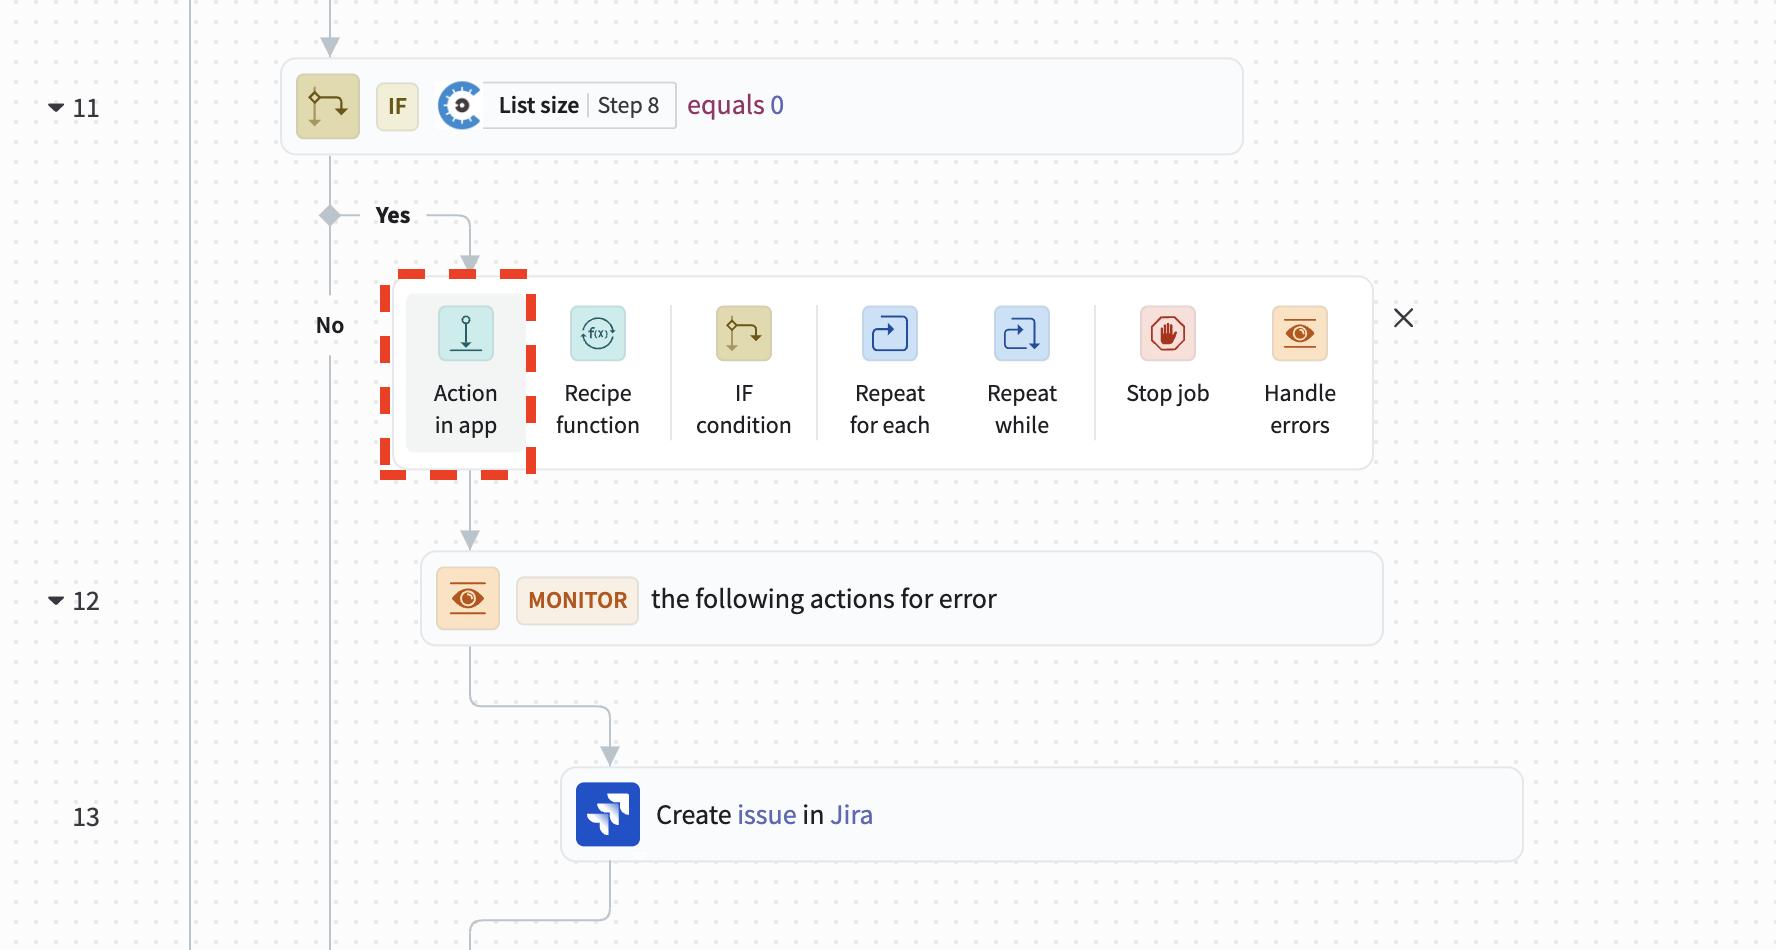 11
IF List size Step 8 equals 0
Yes
No
Action
in app
f(x)
Recipe
function
IF
condition
Repeat
for each
Repeat
while
Stop job
Handle
errors
12
MONITOR the following actions for error
13
Create issue in Jira